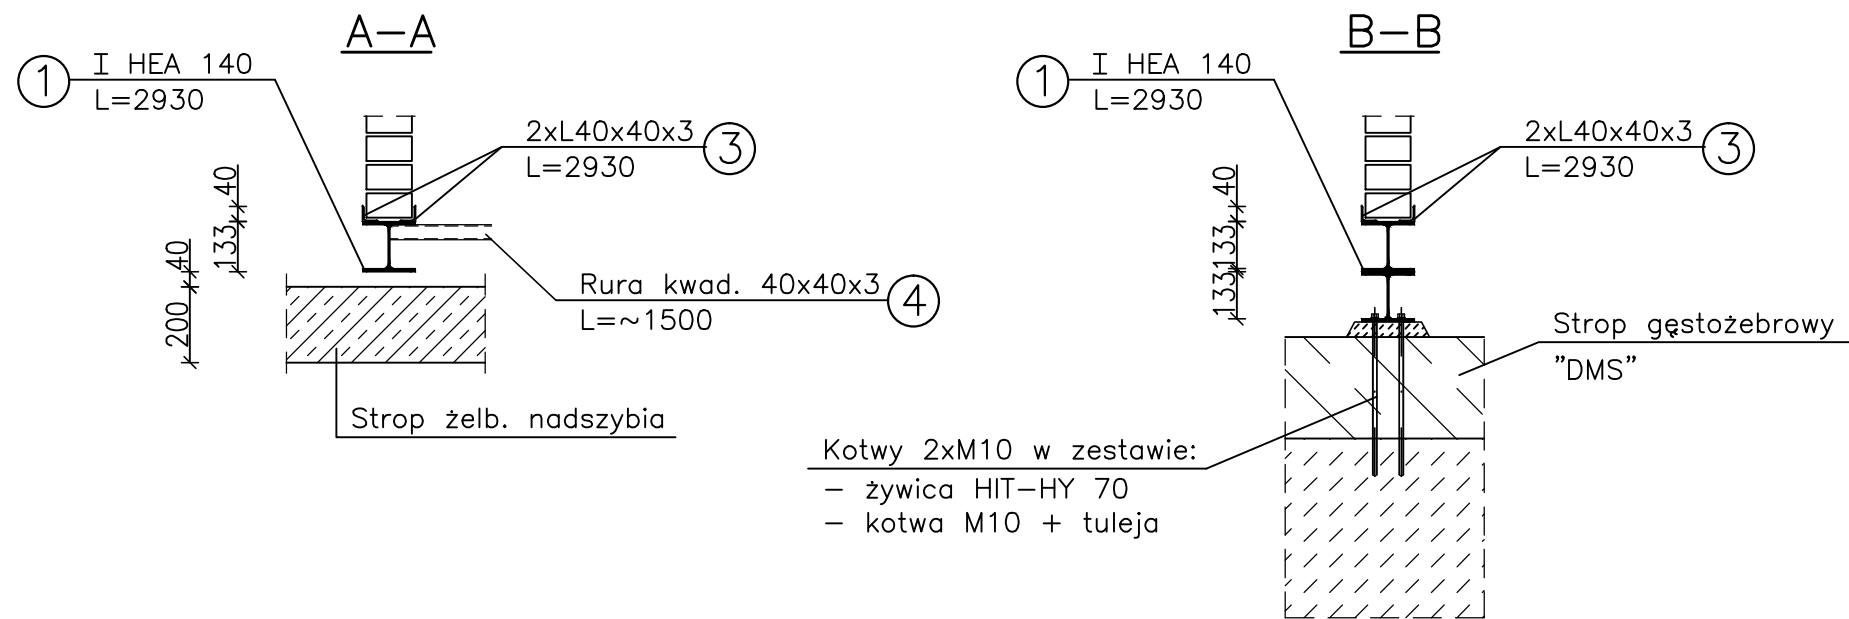 A–A
1
I HEA 140
L=2930
2xL40x40x3
3
L=2930
40
133
40
200
Rura kwad. 40x40x3
4
L=~1500
Strop żelb. nadszybia
B–B
1
I HEA 140
L=2930
2xL40x40x3
3
L=2930
40
133
133
Strop gęstożebrowy
”DMS”
Kotwy 2xM10 w zestawie:
– żywica HIT–HY 70
– kotwa M10 + tuleja